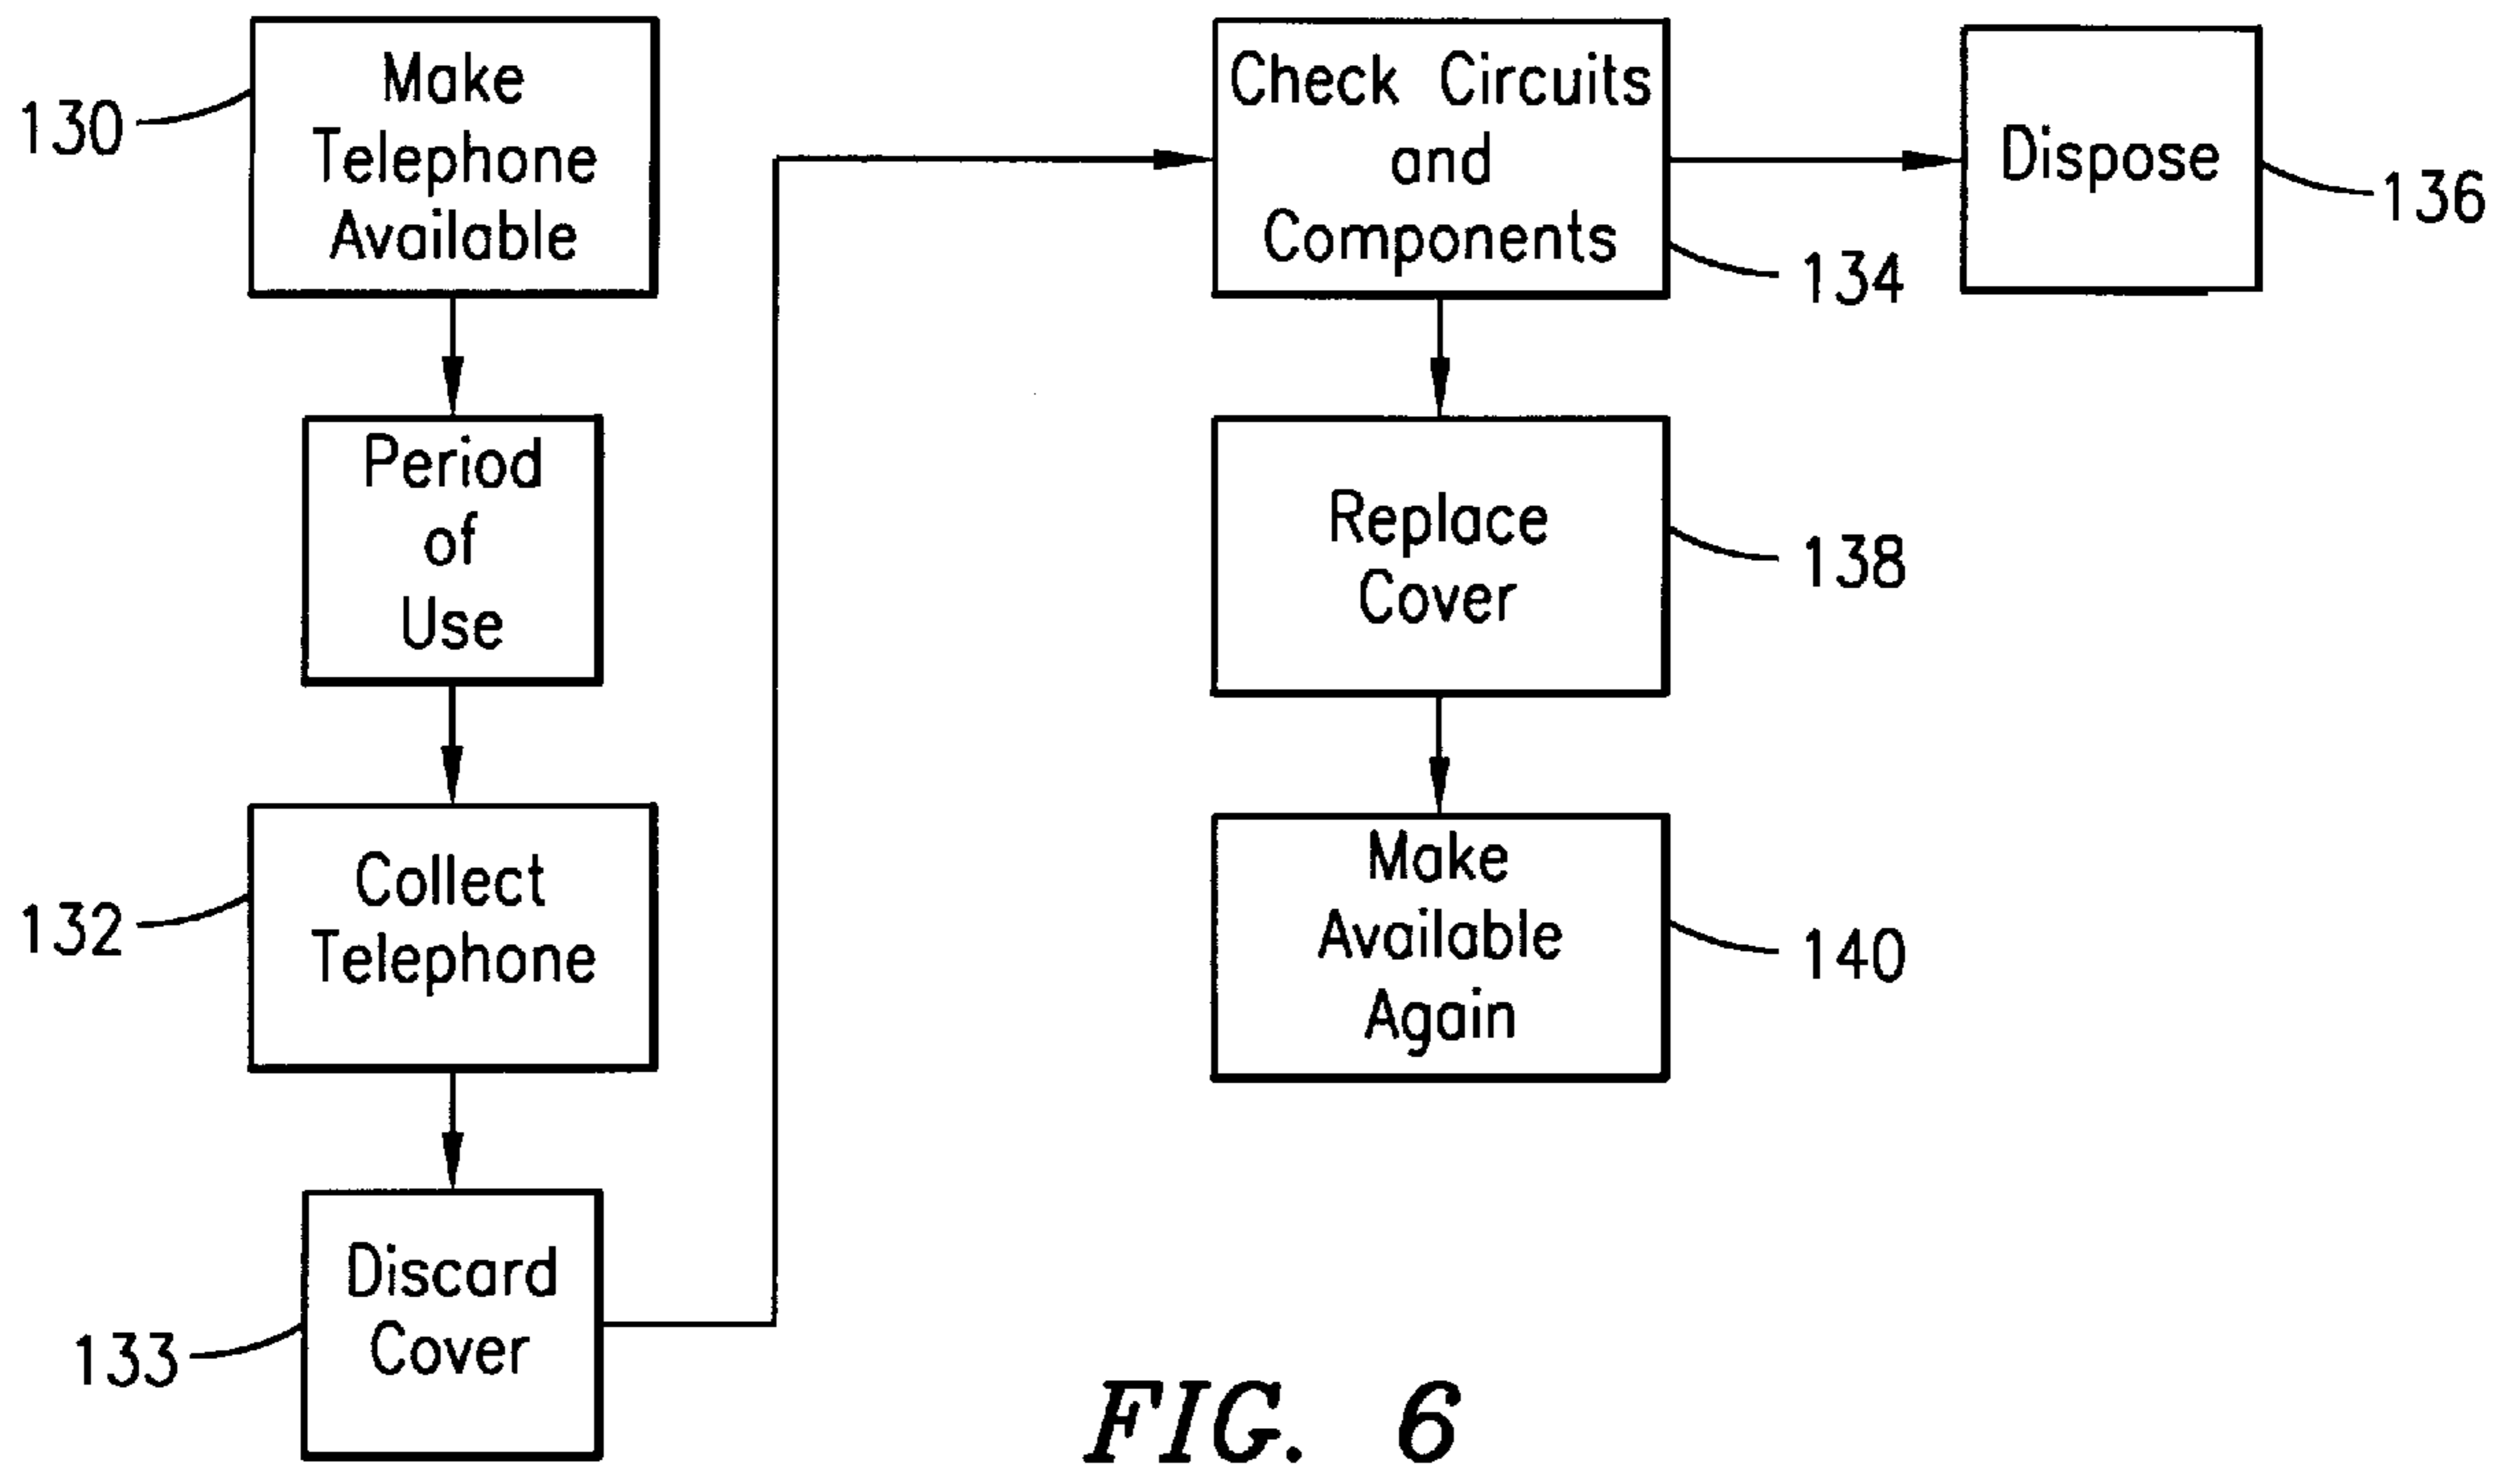 130
Make
Telephone
Available
Period
of
Use
132
Collect
Telephone
133
Discard
Cover
Check Circuits
and
Components
134
Dispose
136
Replace
Cover
138
Make
Available
Again
140
FIG. 6